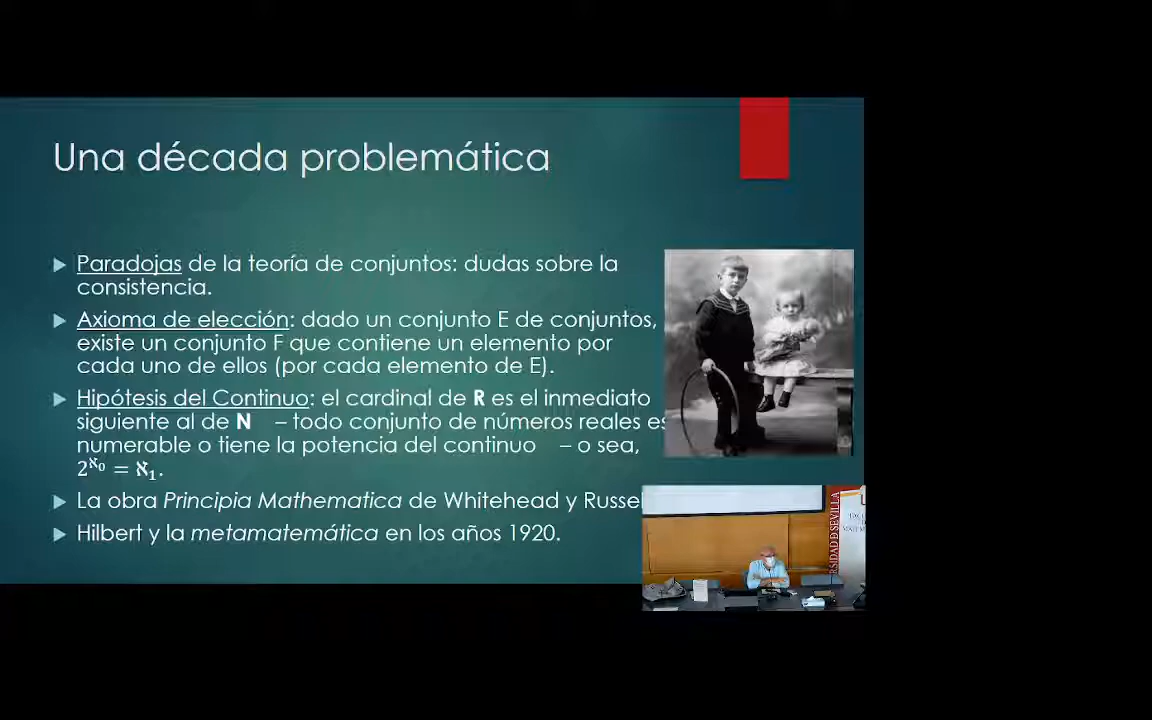 Una década problemática
Paradojas de la teoría de conjuntos: dudas sobre la
consistencia.
Axioma de elección: dado un conjunto E de conjuntos,
existe un conjunto F que contiene un elemento por
cada uno de ellos (por cada elemento de E).
Hipótesis del Continuo: el cardinal de R es el inmediato
siguiente al de N – todo conjunto de números reales es
numerable o tiene la potencia del continuo – o sea,
2^ℵ₀ = ℵ₁.
La obra Principia Mathematica de Whitehead y Russel
Hilbert y la metamatemática en los años 1920.
RSIDAD D SEVILLA